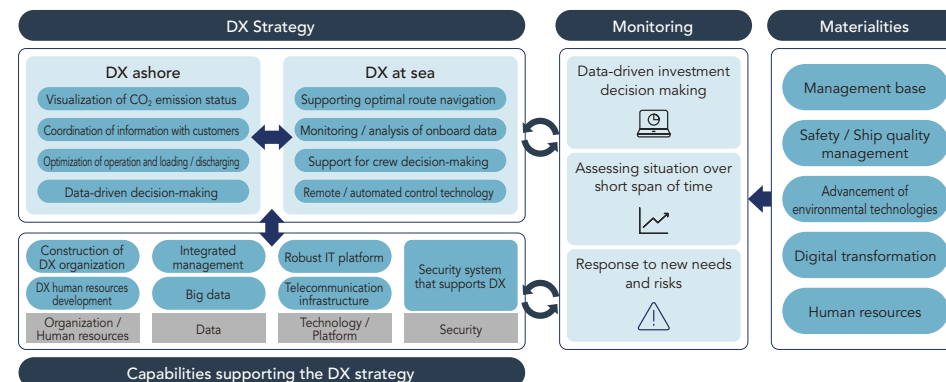 DX Strategy
DX ashore
Visualization of CO₂ emission status
Coordination of information with customers
Optimization of operation and loading / discharging
Data-driven decision-making
DX at sea
Supporting optimal route navigation
Monitoring / analysis of onboard data
Support for crew decision-making
Remote / automated control technology
Construction of
DX organization
DX human resources
development
Organization /
Human resources
Integrated
management
Big data
Data
Robust IT platform
Telecommunication
infrastructure
Technology /
Platform
Security system
that supports DX
Security
Capabilities supporting the DX strategy
Monitoring
Data-driven investment
decision making
Assessing situation over
short span of time
Response to new needs
and risks
Materialities
Management base
Safety / Ship quality
management
Advancement of
environmental technologies
Digital transformation
Human resources